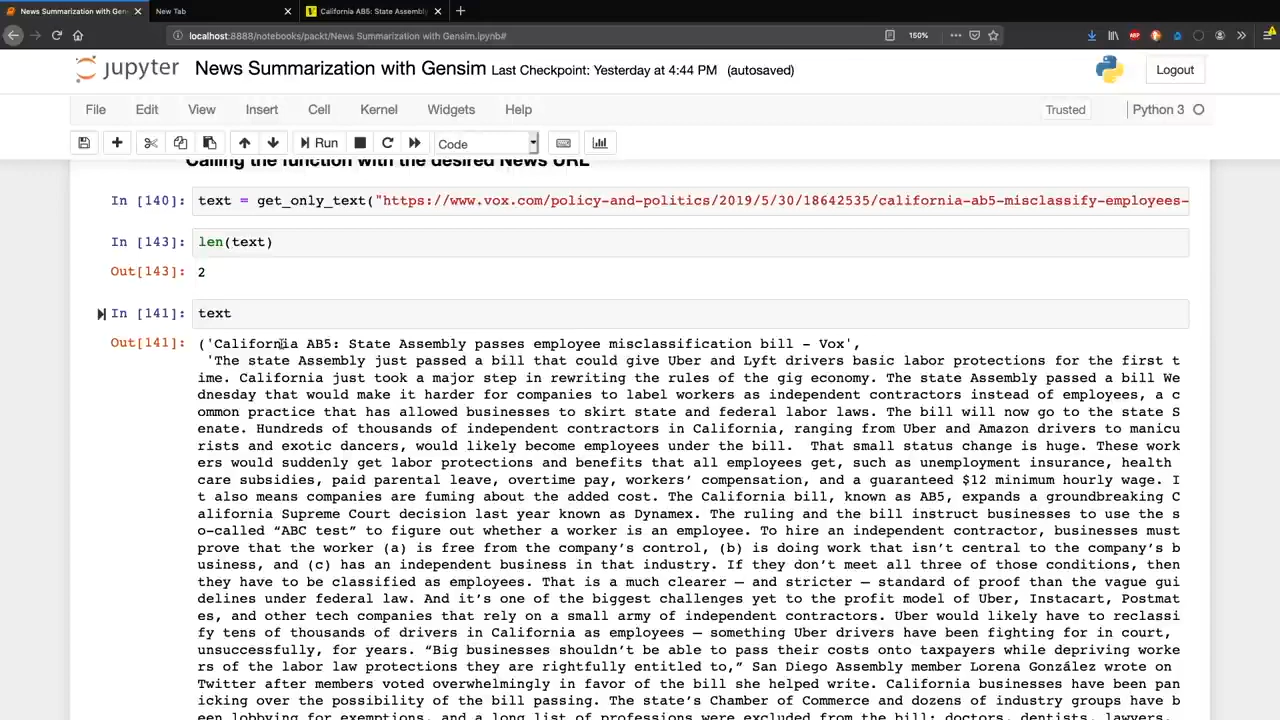 News Summarization with Gen
New Tab
California AB5: State Assembly
localhost:8888/notebooks/packt/News Summarization with Gensim.ipynb#
150%
jupyter
News Summarization with Gensim Last Checkpoint: Yesterday at 4:44 PM (autosaved)
Logout
File Edit View Insert Cell Kernel Widgets Help
Trusted
Python 3
Run
Code
Calling the function with the desired News URL
In [140]: text = get_only_text("https://www.vox.com/policy-and-politics/2019/5/30/18642535/california-ab5-misclassify-employees-
In [143]: len(text)
Out[143]: 2
In [141]: text
Out[141]: ('California AB5: State Assembly passes employee misclassification bill - Vox',
'The state Assembly just passed a bill that could give Uber and Lyft drivers basic labor protections for the first t
ime. California just took a major step in rewriting the rules of the gig economy. The state Assembly passed a bill We
dnesday that would make it harder for companies to label workers as independent contractors instead of employees, a c
ommon practice that has allowed businesses to skirt state and federal labor laws. The bill will now go to the state S
enate. Hundreds of thousands of independent contractors in California, ranging from Uber and Amazon drivers to manicu
rists and exotic dancers, would likely become employees under the bill.  That small status change is huge. These work
ers would suddenly get labor protections and benefits that all employees get, such as unemployment insurance, health
care subsidies, paid parental leave, overtime pay, workers’ compensation, and a guaranteed $12 minimum hourly wage. I
t also means companies are fuming about the added cost. The California bill, known as AB5, expands a groundbreaking C
alifornia Supreme Court decision last year known as Dynamex. The ruling and the bill instruct businesses to use the s
o-called “ABC test” to figure out whether a worker is an employee. To hire an independent contractor, businesses must
prove that the worker (a) is free from the company’s control, (b) is doing work that isn’t central to the company’s b
usiness, and (c) has an independent business in that industry. If they don’t meet all three of those conditions, then
they have to be classified as employees. That is a much clearer — and stricter — standard of proof than the vague gui
delines under federal law. And it’s one of the biggest challenges yet to the profit model of Uber, Instacart, Postmat
es, and other tech companies that rely on a small army of independent contractors. Uber would likely have to reclassi
fy tens of thousands of drivers in California as employees — something Uber drivers have been fighting for in court,
unsuccessfully, for years. “Big businesses shouldn’t be able to pass their costs onto taxpayers while depriving worke
rs of the labor law protections they are rightfully entitled to,” San Diego Assembly member Lorena González wrote on
Twitter after members voted overwhelmingly in favor of the bill she helped write. California businesses have been pan
icking over the possibility of the bill passing. The state’s Chamber of Commerce and dozens of industry groups have b
een lobbying for exemptions, and a long list of professions were excluded from the bill: doctors, dentists, lawyers,